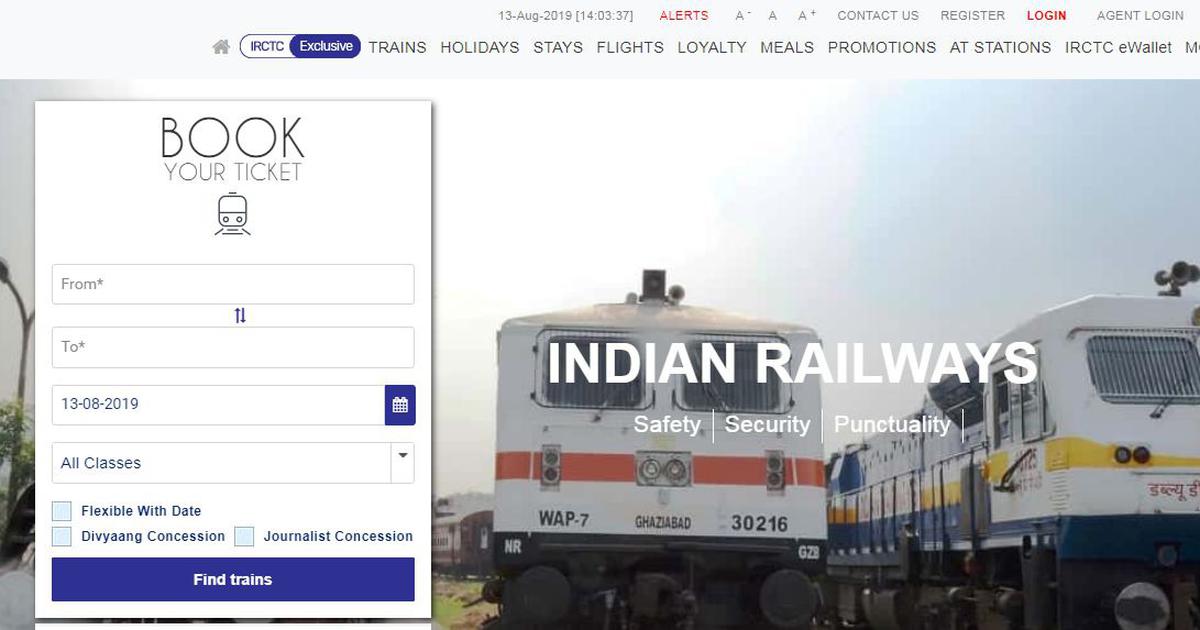 13-Aug-2019 [14:03:37] ALERTS A - A A + CONTACT US REGISTER LOGIN AGENT LOGIN
IRCTC Exclusive TRAINS HOLIDAYS STAYS FLIGHTS LOYALTY MEALS PROMOTIONS AT STATIONS IRCTC eWallet
BOOK
YOUR TICKET
From*
To*
13-08-2019
All Classes
Flexible With Date
Divyaang Concession Journalist Concession
Find trains
INDIAN RAILWAYS
Safety | Security | Punctuality |
WAP-7 GHAZIABAD 30216
NR GZB